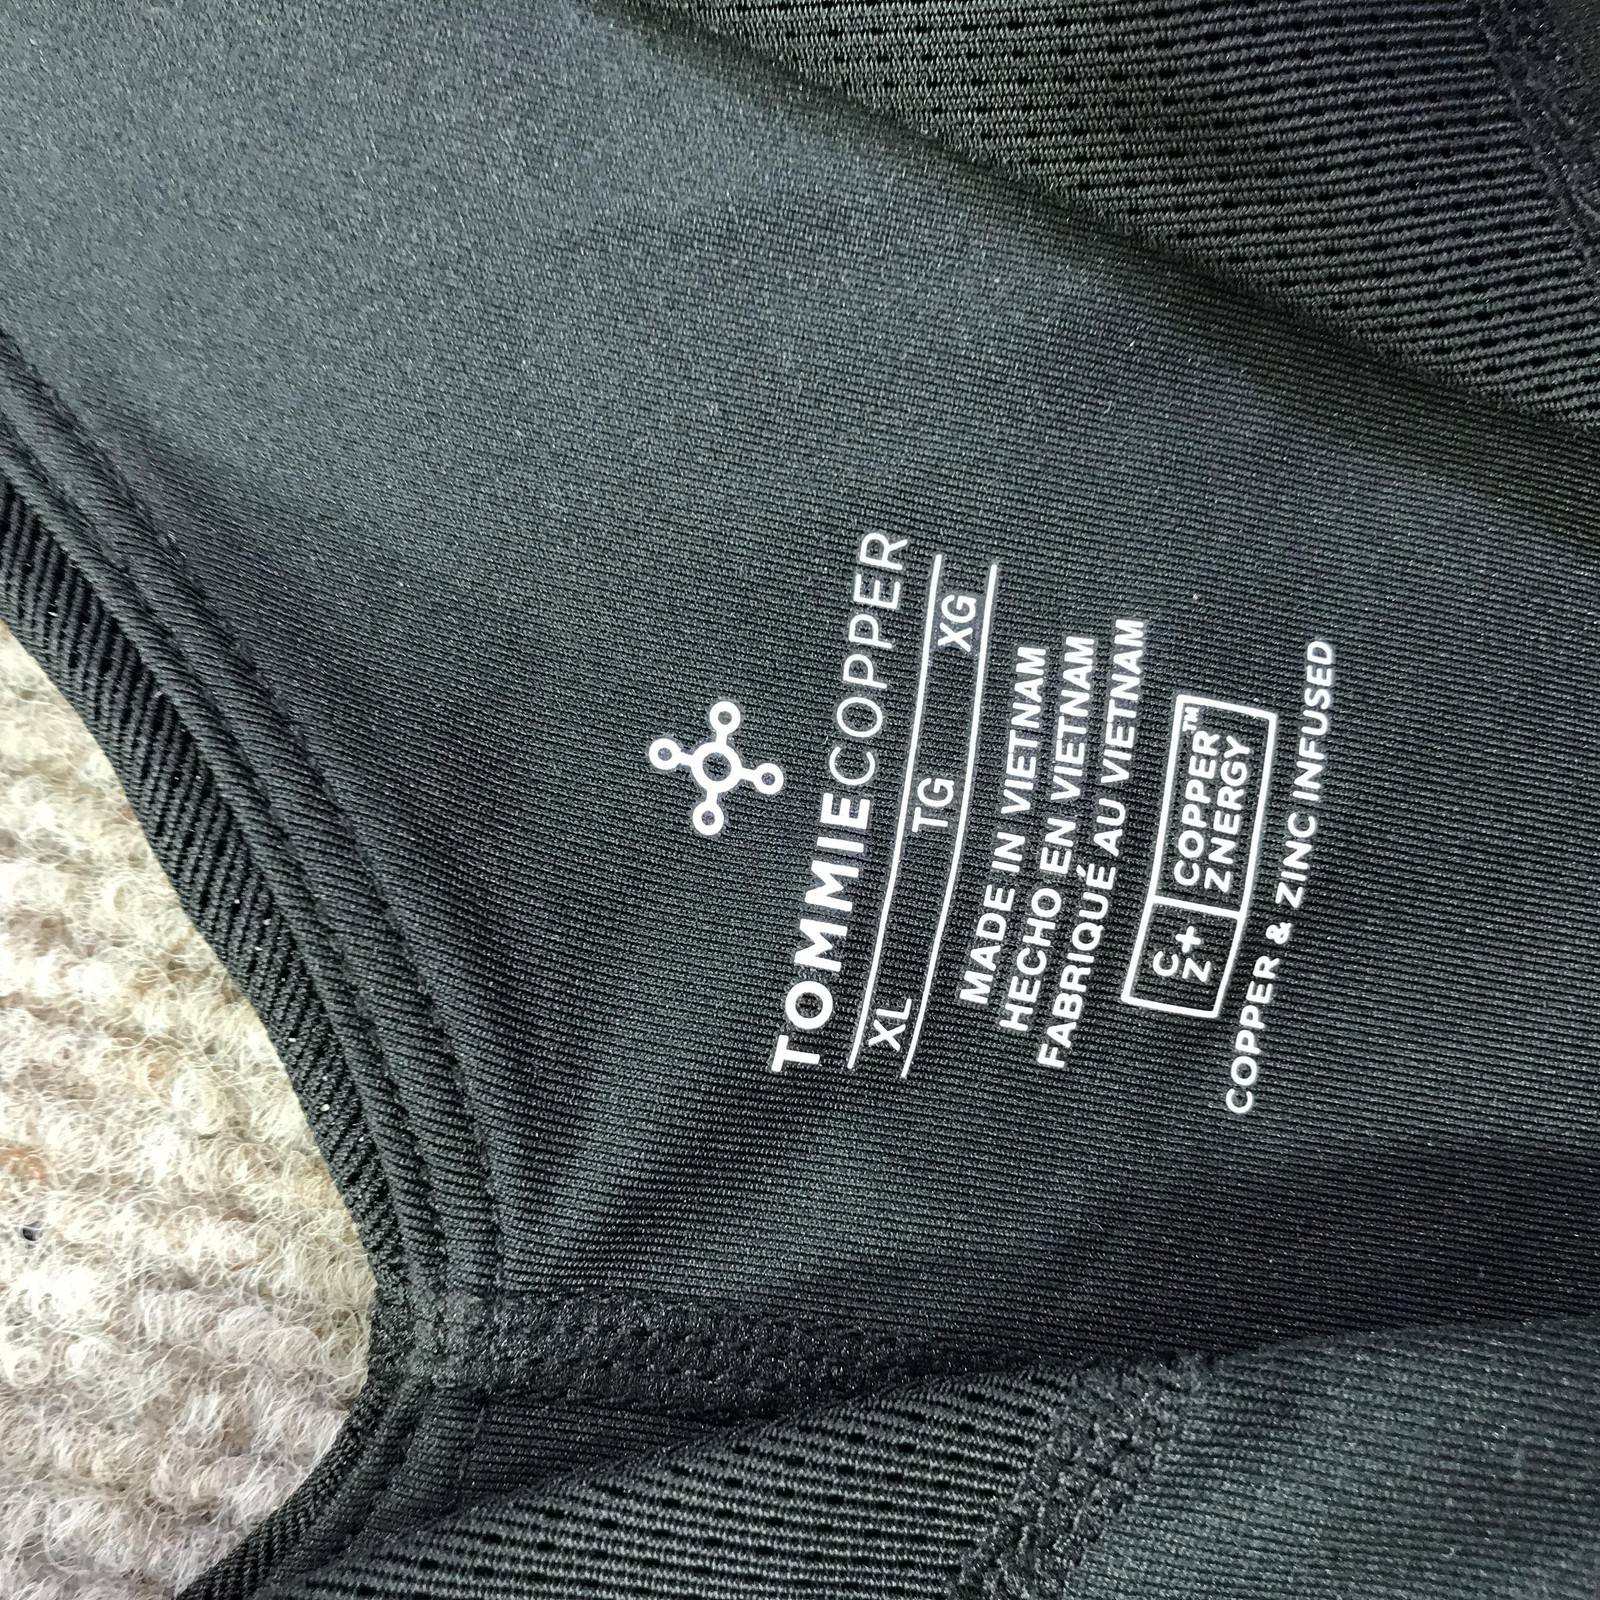 TOMMIECOPPER
XL TG XG
MADE IN VIETNAM
HECHO EN VIETNAM
FABRIQUÉ AU VIETNAM
C+ COPPER™
Z ZNERGY
COPPER & ZINC INFUSED